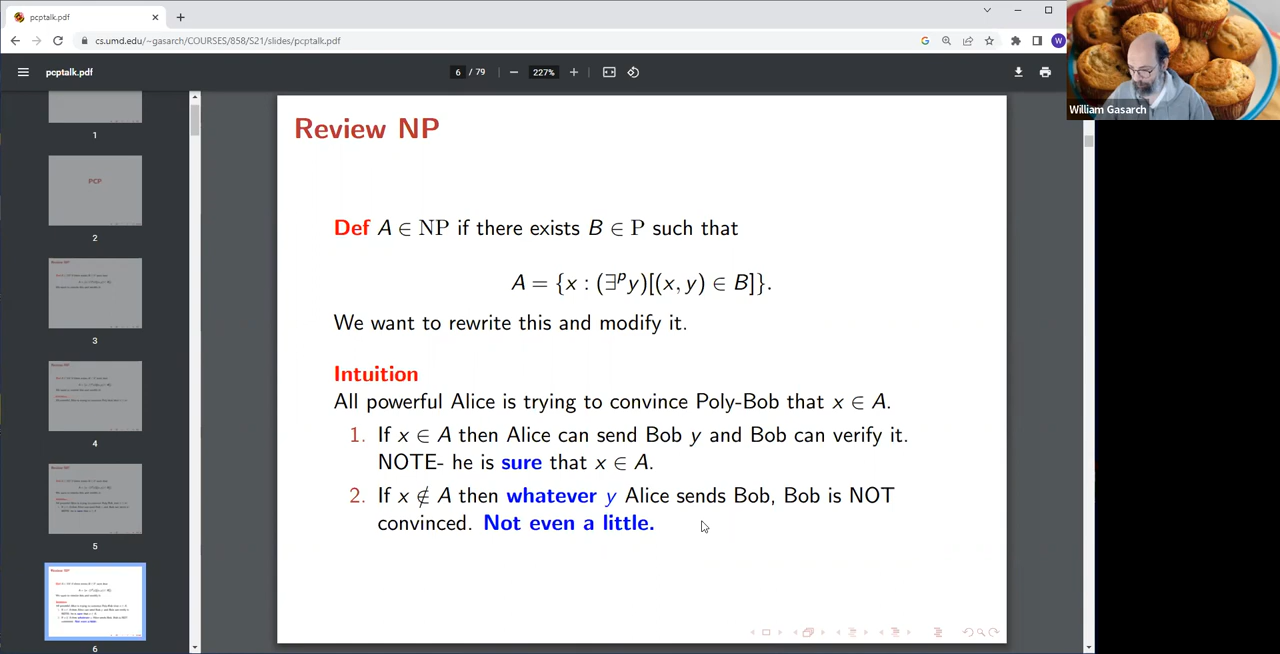 pcptalk.pdf
cs.umd.edu/~gasarch/COURSES/858/S21/slides/pcptalk.pdf
W
pcptalk.pdf
6 / 79
227%
William Gasarch
1
PCP
2
3
4
5
6
Review NP
Def A ∈ NP if there exists B ∈ P such that
A = {x : (∃ᵖy)[(x, y) ∈ B]}.
We want to rewrite this and modify it.
Intuition
All powerful Alice is trying to convince Poly-Bob that x ∈ A.
1. If x ∈ A then Alice can send Bob y and Bob can verify it.
NOTE- he is sure that x ∈ A.
2. If x ∉ A then whatever y Alice sends Bob, Bob is NOT
convinced. Not even a little.